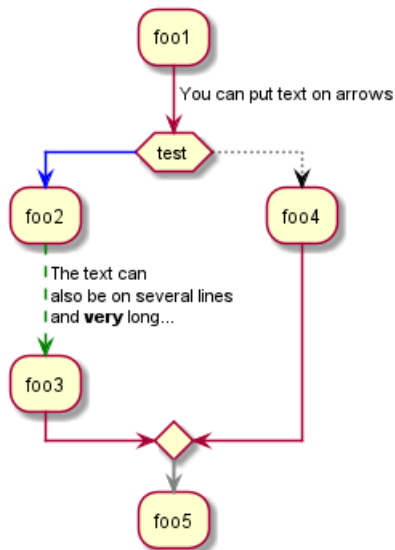 foo1
You can put text on arrows
test
foo2
foo4
The text can
also be on several lines
and very long...
foo3
foo5